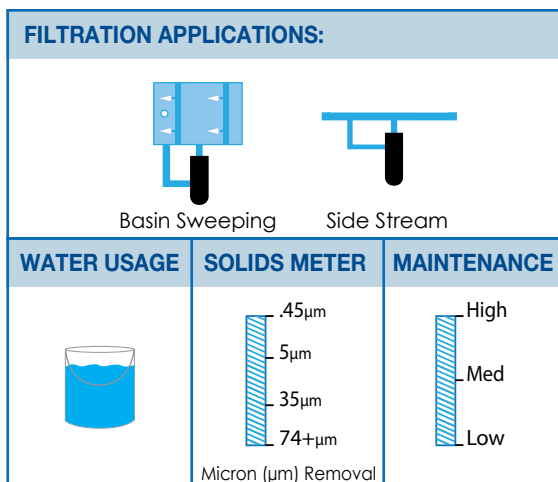 FILTRATION APPLICATIONS:
Basin Sweeping
Side Stream
WATER USAGE
SOLIDS METER
MAINTENANCE
.45µm
5µm
35µm
74+µm
Micron (µm) Removal
High
Med
Low